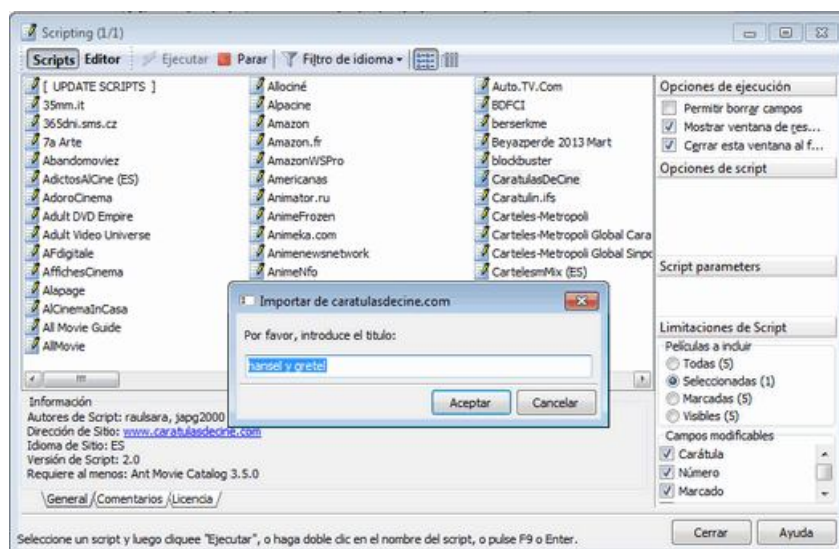 Scripting (1/1)
Scripts Editor Ejecutar Parar Filtro de idioma
[ UPDATE SCRIPTS ]
35mm.it
365dni.sms.cz
7a Arte
Abandomoviez
AdictosAlCine (ES)
AdoroCinema
Adult DVD Empire
Adult Video Universe
AFdigitale
AffichesCinema
Alapage
AlCinemaInCasa
All Movie Guide
AllMovie
Allociné
Alpacine
Amazon
Amazon.fr
AmazonWSPro
Americanas
Animator.ru
AnimeFrozen
Animeka.com
Animenewsnetwork
AnimeNfo
Auto.TV.Com
BDFCI
berserkme
Beyazperde 2013 Mart
blockbuster
CaratulasDeCine
Caratulin.ifs
Carteles-Metropoli
Carteles-Metropoli Global Cara
Carteles-Metropoli Global Sinpc
CartelesmMix (ES)
Importar de caratulasdecine.com
Por favor, introduce el titulo:
hansel y gretel
Aceptar Cancelar
Opciones de ejecución
Permitir borrar campos
Mostrar ventana de res...
Cerrar esta ventana al f...
Opciones de script
Script parameters
Limitaciones de Script
Películas a incluir
Todas (5)
Seleccionadas (1)
Marcadas (5)
Visibles (5)
Campos modificables
Carátula
Número
Marcado
Información
Autores de Script: raulsara, japg2000
Dirección de Sitio: www.caratulasdecine.com
Idioma de Sitio: ES
Versión de Script: 2.0
Requiere al menos: Ant Movie Catalog 3.5.0
General Comentarios Licencia
Seleccione un script y luego cliquee "Ejecutar", o haga doble clic en el nombre del script, o pulse F9 o Enter.
Cerrar Ayuda